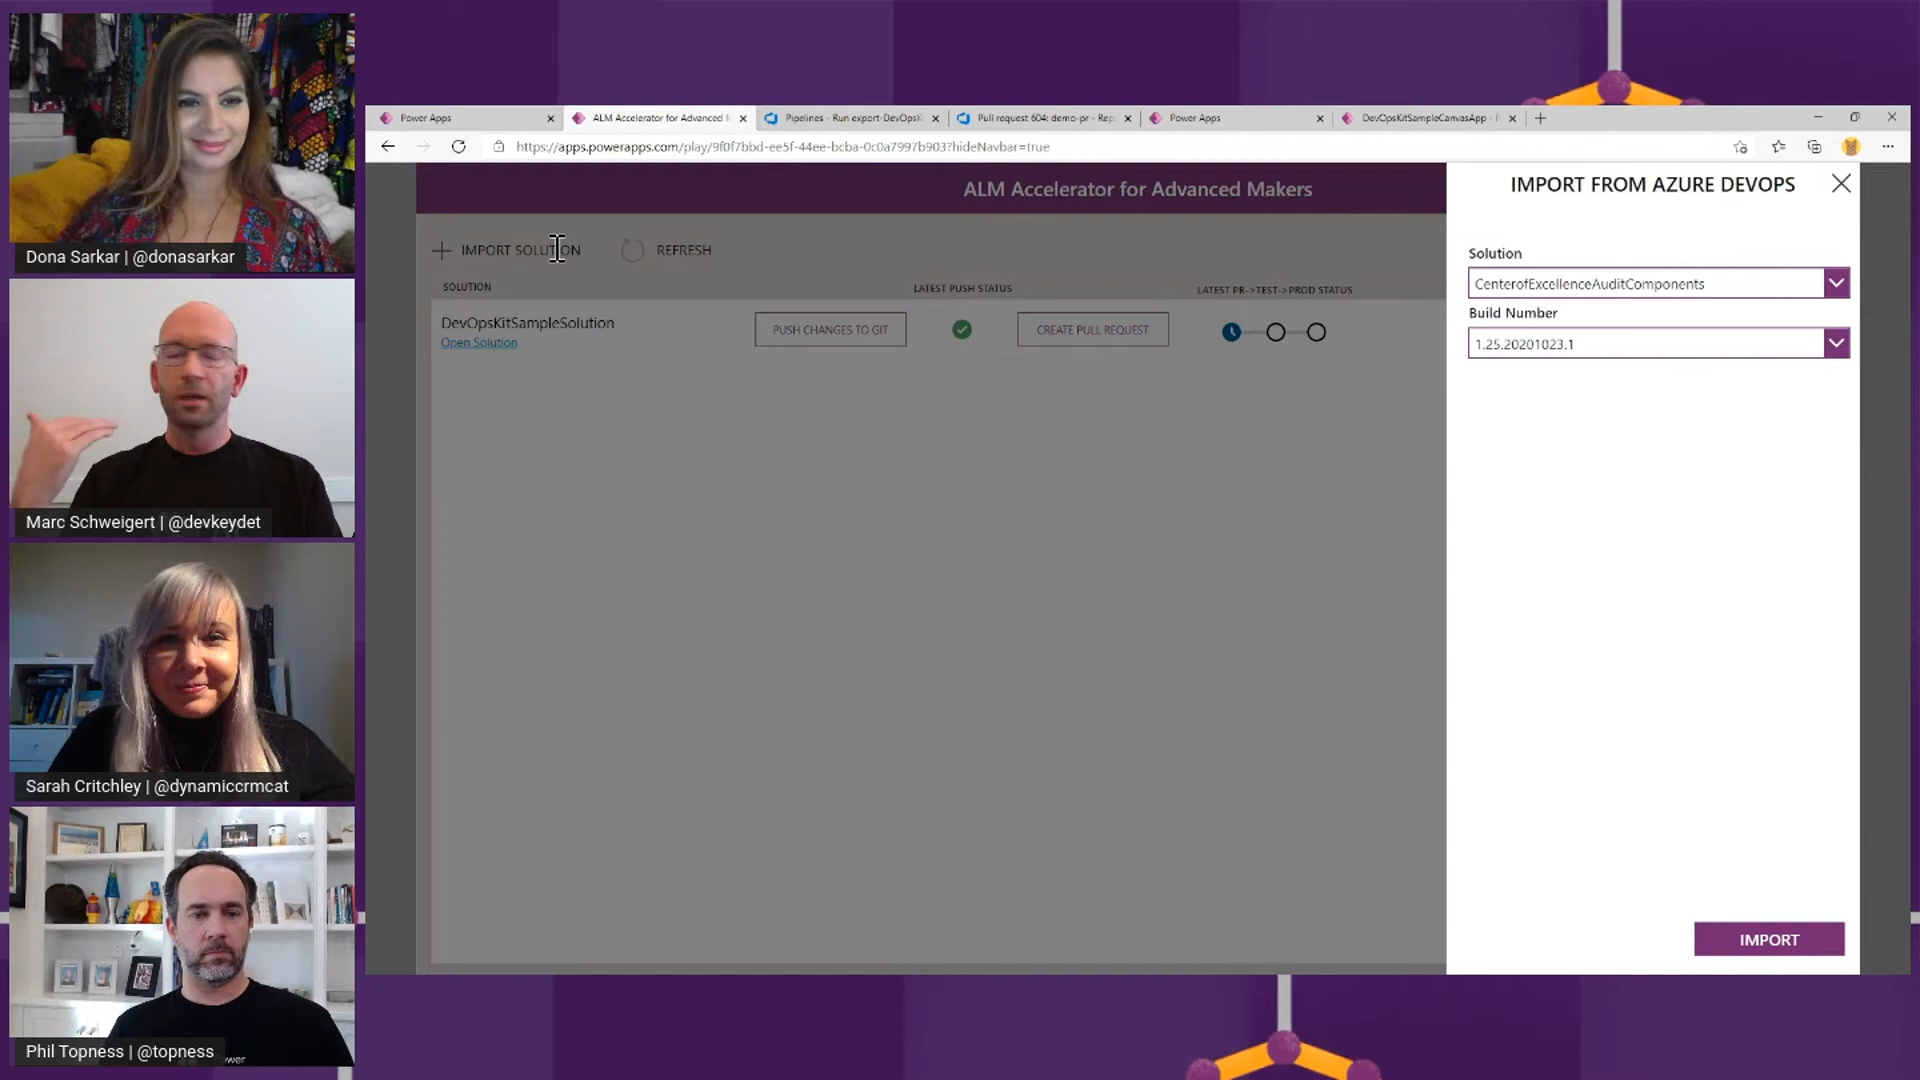 Dona Sarkar | @donasarkar
Marc Schweigert | @devkeydet
Sarah Critchley | @dynamiccrmcat
Phil Topness | @topness
Power Apps
ALM Accelerator for Advanced M
Pipelines - Run export-DevOpsK
Pull request 604: demo-pr - Rep
Power Apps
DevOpsKitSampleCanvasApp - P
https://apps.powerapps.com/play/9f0f7bbd-ee5f-44ee-bcba-0c0a7997b903?hideNavbar=true
ALM Accelerator for Advanced Makers
IMPORT SOLUTION
REFRESH
SOLUTION
LATEST PUSH STATUS
LATEST PR->TEST->PROD STATUS
DevOpsKitSampleSolution
Open Solution
PUSH CHANGES TO GIT
CREATE PULL REQUEST
IMPORT FROM AZURE DEVOPS
Solution
CenterofExcellenceAuditComponents
Build Number
1.25.20201023.1
IMPORT